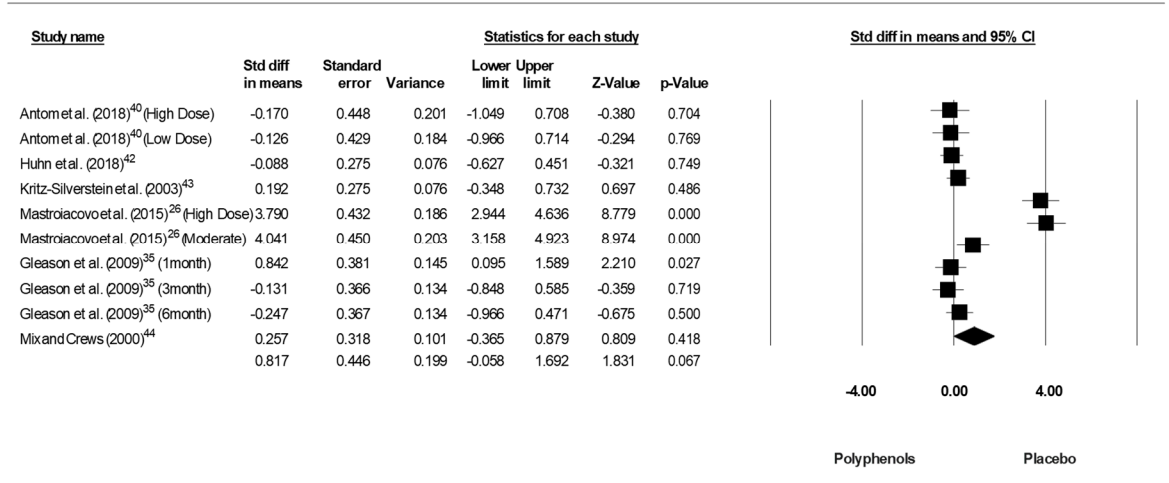 Study name Statistics for each study Std diff in means and 95% CI
Std diff Standard Lower Upper
in means error Variance limit limit Z-Value p-Value
Antom et al. (2018)40 (High Dose) -0.170 0.448 0.201 -1.049 0.708 -0.380 0.704
Antom et al. (2018)40 (Low Dose) -0.126 0.429 0.184 -0.966 0.714 -0.294 0.769
Huhn et al. (2018)42 -0.088 0.275 0.076 -0.627 0.451 -0.321 0.749
Kritz-Silverstein et al. (2003)43 0.192 0.275 0.076 -0.348 0.732 0.697 0.486
Mastroiacovo et al. (2015)26 (High Dose) 3.790 0.432 0.186 2.944 4.636 8.779 0.000
Mastroiacovo et al. (2015)26 (Moderate) 4.041 0.450 0.203 3.158 4.923 8.974 0.000
Gleason et al. (2009)35 (1month) 0.842 0.381 0.145 0.095 1.589 2.210 0.027
Gleason et al. (2009)35 (3month) -0.131 0.366 0.134 -0.848 0.585 -0.359 0.719
Gleason et al. (2009)35 (6month) -0.247 0.367 0.134 -0.966 0.471 -0.675 0.500
Mix and Crews (2000)44 0.257 0.318 0.101 -0.365 0.879 0.809 0.418
0.817 0.446 0.199 -0.058 1.692 1.831 0.067
-4.00 0.00 4.00
Polyphenols Placebo